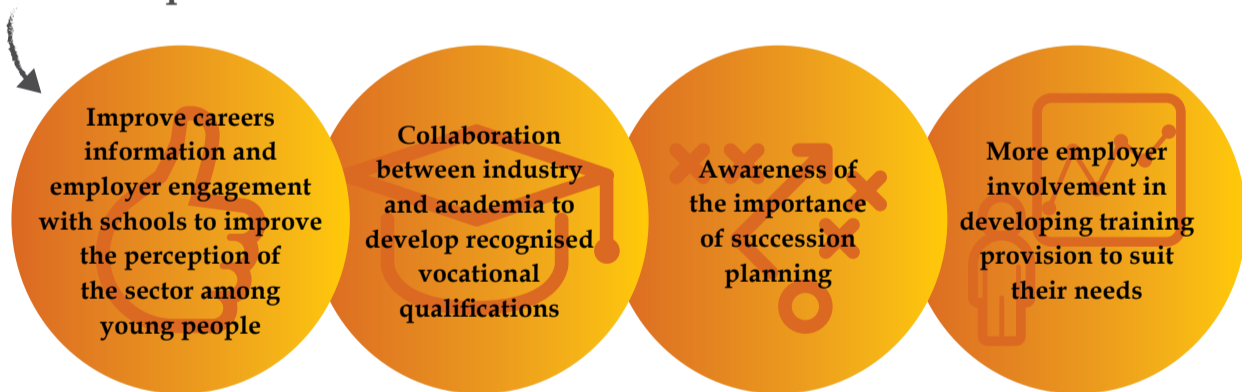 Improve careers
information and
employer engagement
with schools to improve
the perception of
the sector among
young people
Collaboration
between industry
and academia to
develop recognised
vocational
qualifications
Awareness of
the importance
of succession
planning
More employer
involvement in
developing training
provision to suit
their needs